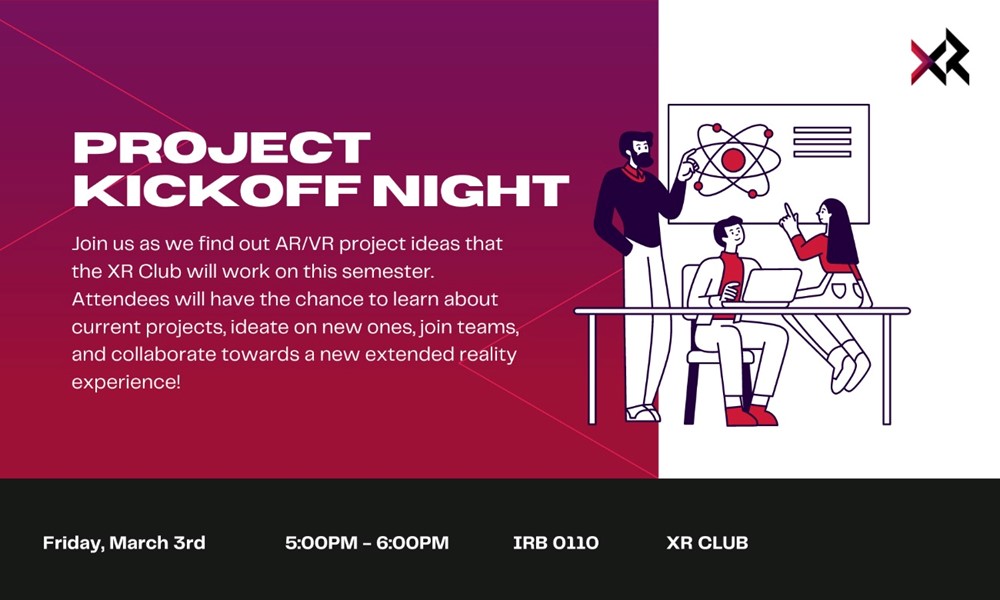 XR
PROJECT
KICKOFF NIGHT
Join us as we find out AR/VR project ideas that
the XR Club will work on this semester.
Attendees will have the chance to learn about
current projects, ideate on new ones, join teams,
and collaborate towards a new extended reality
experience!
Friday, March 3rd
5:00PM - 6:00PM
IRB 0110
XR CLUB